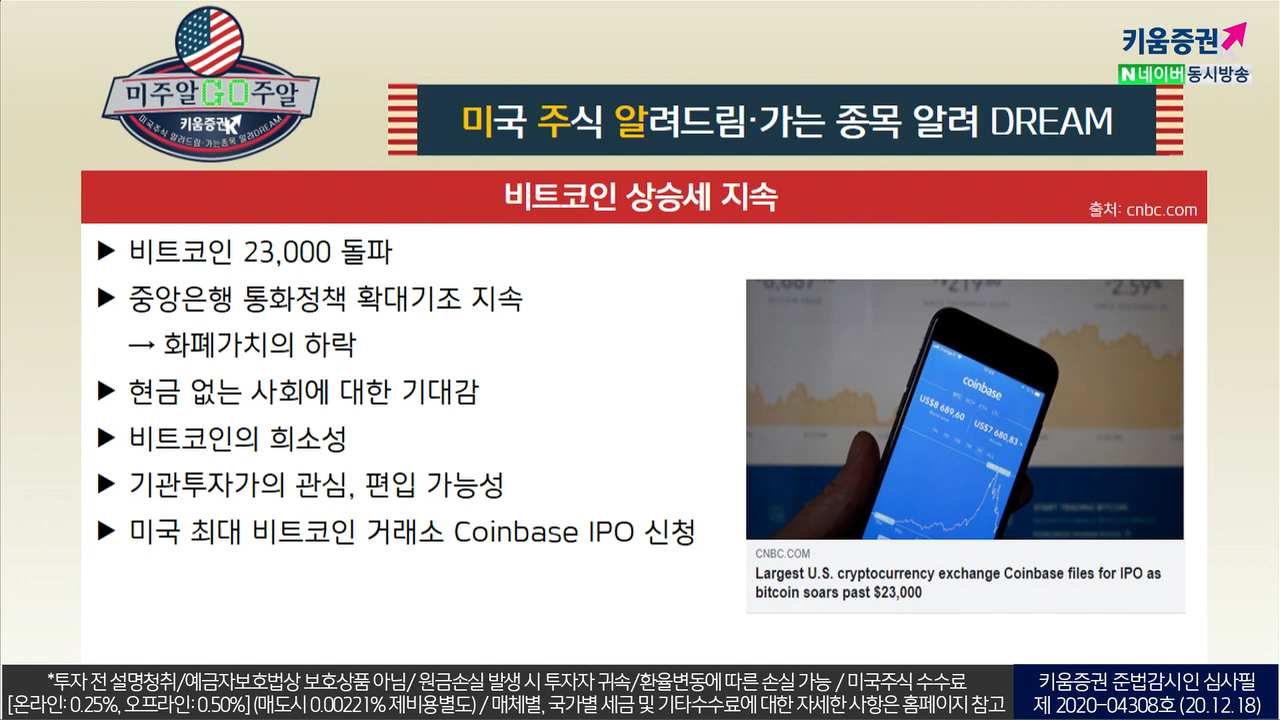 미주알GO주알
키움증권
미국주식 알려드림·가는종목 알려DREAM
키움증권
N 네이버 동시방송
미국 주식 알려드림·가는 종목 알려 DREAM
비트코인 상승세 지속
출처: cnbc.com
▶ 비트코인 23,000 돌파
▶ 중앙은행 통화정책 확대기조 지속
→ 화폐가치의 하락
▶ 현금 없는 사회에 대한 기대감
▶ 비트코인의 희소성
▶ 기관투자가의 관심, 편입 가능성
▶ 미국 최대 비트코인 거래소 Coinbase IPO 신청
2.59%
coinbase
US$8 689,60
US$7 680,83
START TRADING BITCOIN
CNBC.COM
Largest U.S. cryptocurrency exchange Coinbase files for IPO as
bitcoin soars past $23,000
*투자 전 설명청취/예금자보호법상 보호상품 아님/ 원금손실 발생 시 투자자 귀속/환율변동에 따른 손실 가능 / 미국주식 수수료
[온라인: 0.25%, 오프라인: 0.50%] (매도시 0.00221% 제비용별도) / 매체별, 국가별 세금 및 기타수수료에 대한 자세한 사항은 홈페이지 참고
키움증권 준법감시인 심사필
제 2020-04308호 (20.12.18)